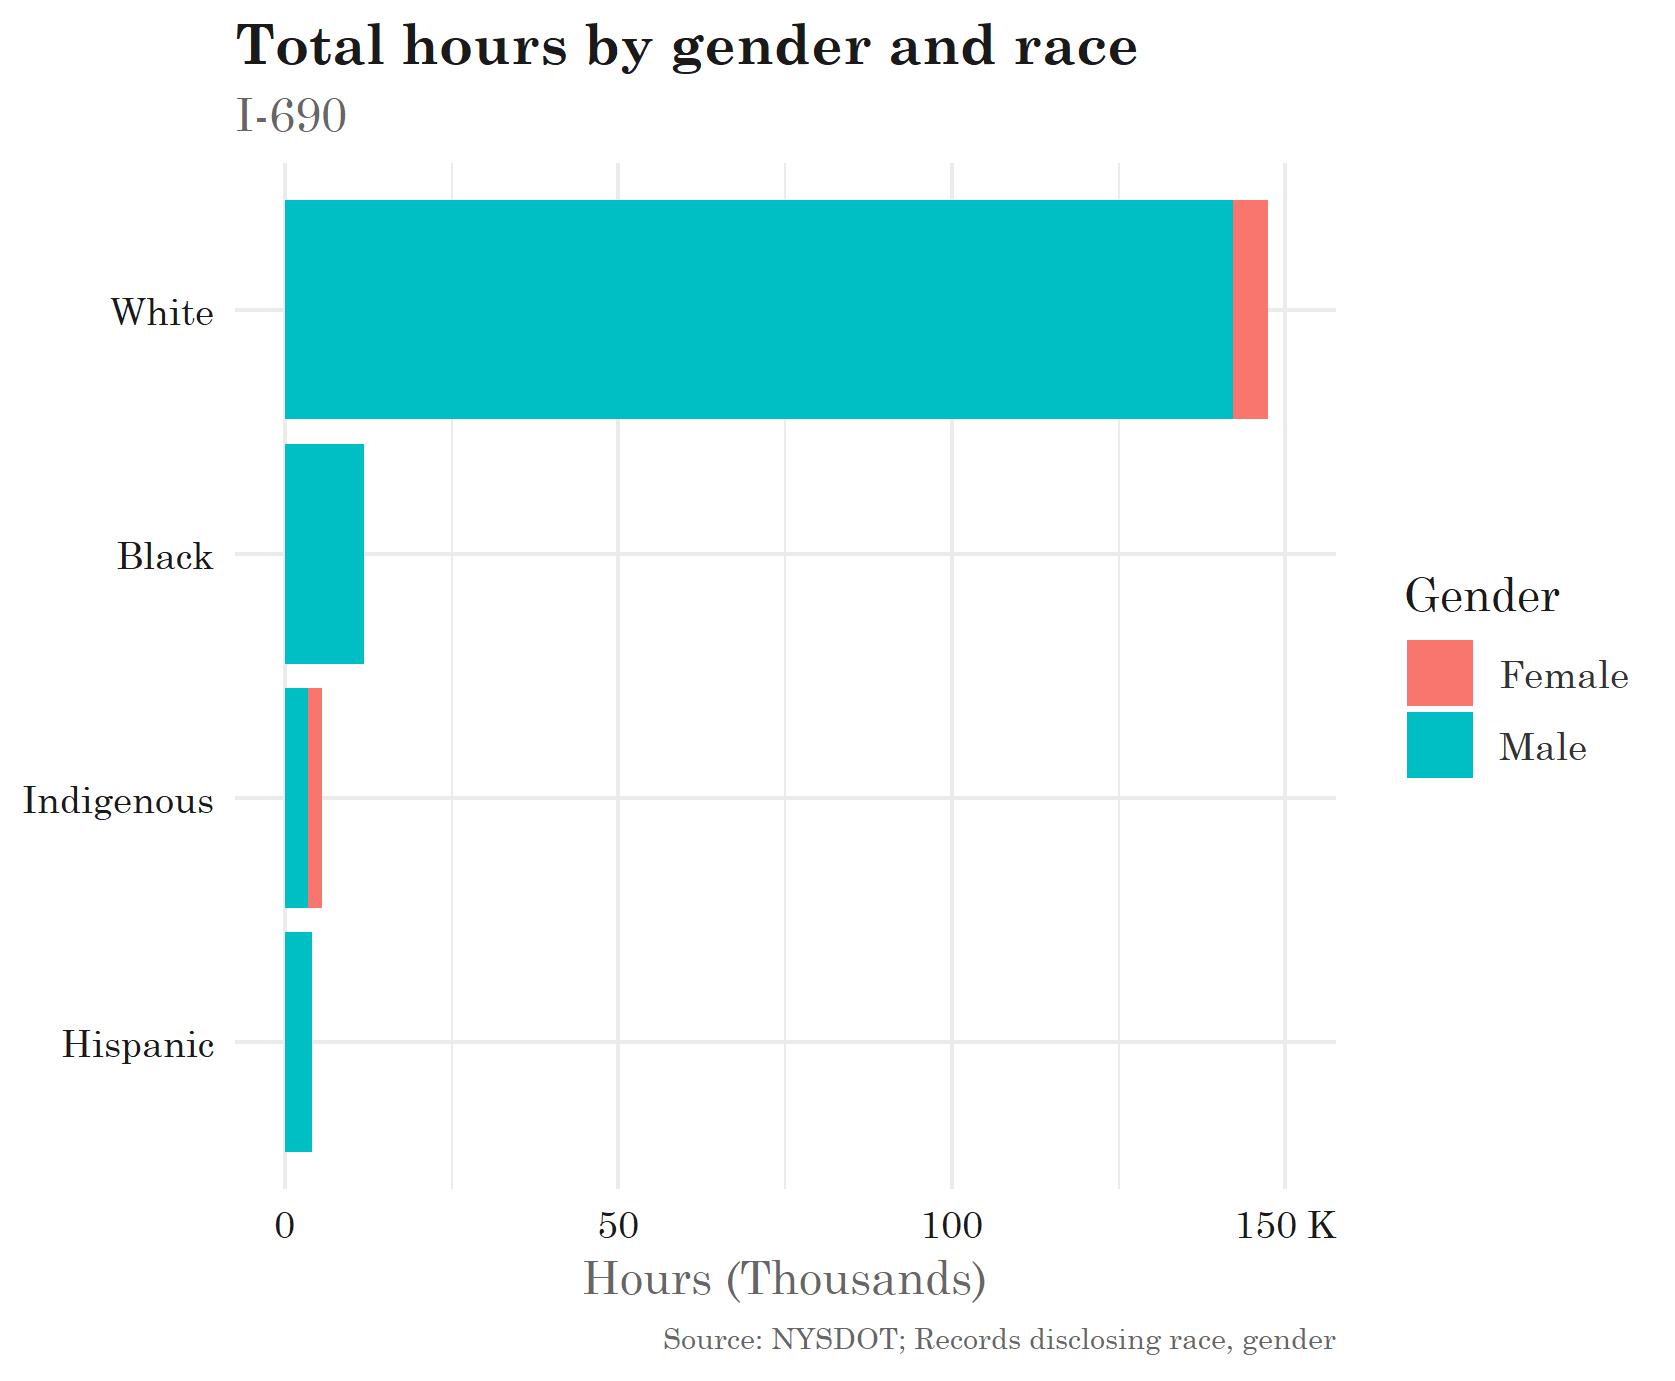 Total hours by gender and race
I-690
White
Black
Indigenous
Hispanic
0 50 100 150 K
Hours (Thousands)
Source: NYSDOT; Records disclosing race, gender
Gender
Female
Male